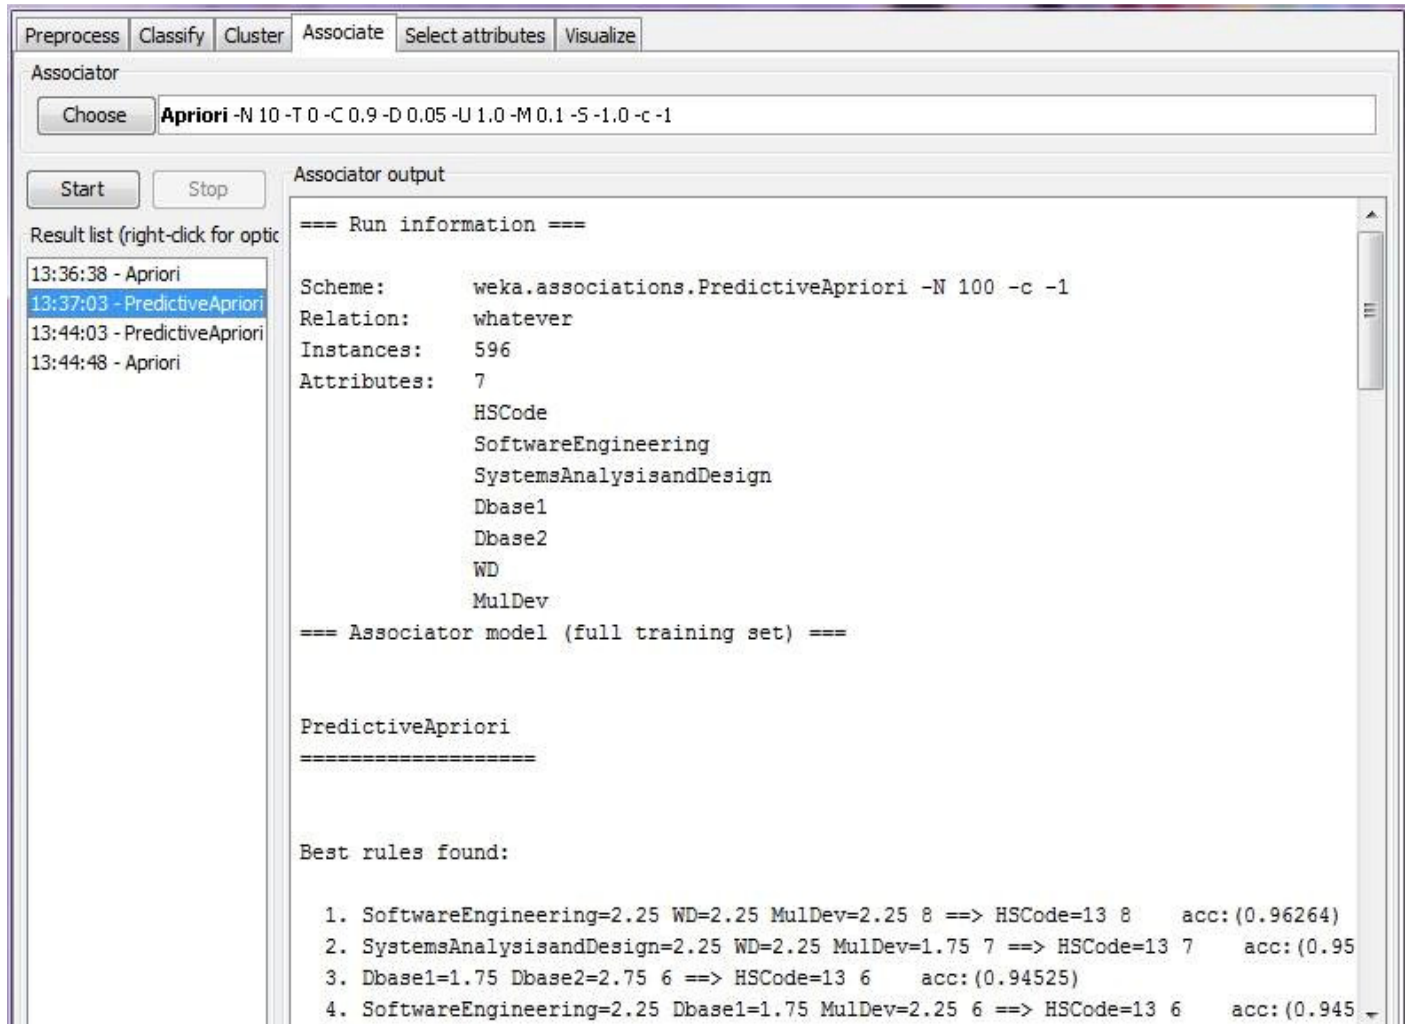 Preprocess Classify Cluster Associate Select attributes Visualize
Associator
Choose Apriori -N 10 -T 0 -C 0.9 -D 0.05 -U 1.0 -M 0.1 -S -1.0 -c -1
Start Stop
Result list (right-click for optic
13:36:38 - Apriori
13:37:03 - PredictiveApriori
13:44:03 - PredictiveApriori
13:44:48 - Apriori
Associator output
=== Run information ===
Scheme: weka.associations.PredictiveApriori -N 100 -c -1
Relation: whatever
Instances: 596
Attributes: 7
HSCode
SoftwareEngineering
SystemsAnalysisandDesign
Dbase1
Dbase2
WD
MulDev
=== Associator model (full training set) ===
PredictiveApriori
===================
Best rules found:
1. SoftwareEngineering=2.25 WD=2.25 MulDev=2.25 8 ==> HSCode=13 8 acc:(0.96264)
2. SystemsAnalysisandDesign=2.25 WD=2.25 MulDev=1.75 7 ==> HSCode=13 7 acc:(0.95
3. Dbase1=1.75 Dbase2=2.75 6 ==> HSCode=13 6 acc:(0.94525)
4. SoftwareEngineering=2.25 Dbase1=1.75 MulDev=2.25 6 ==> HSCode=13 6 acc:(0.945